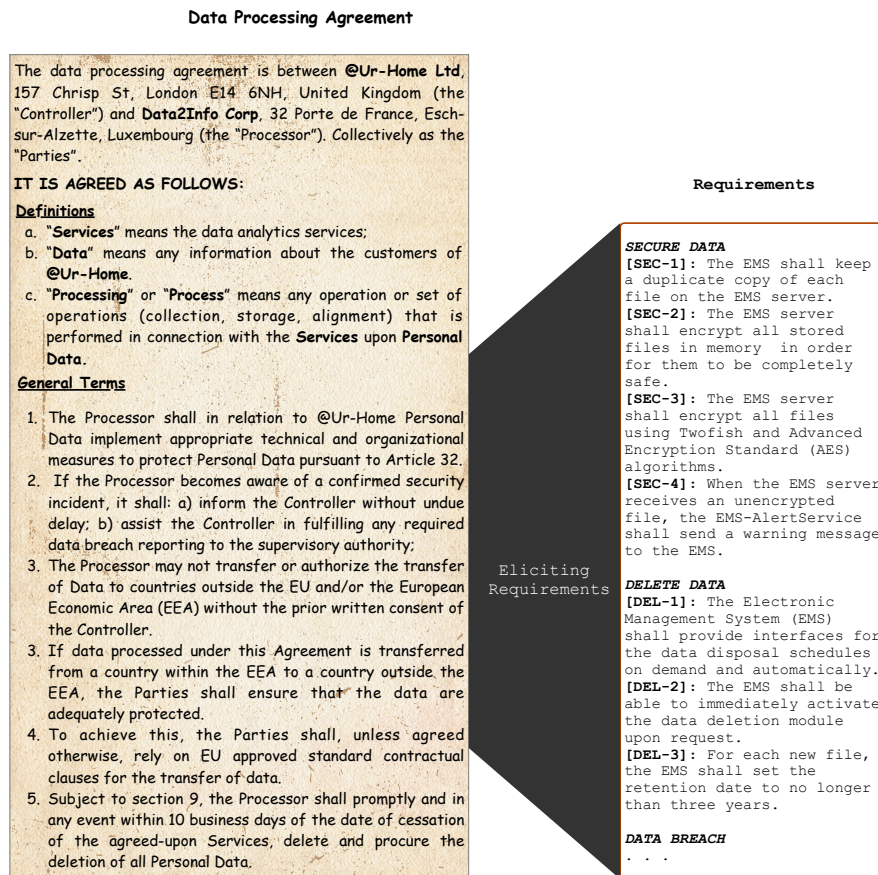 Data Processing Agreement
The data processing agreement is between @Ur-Home Ltd,
157 Chrisp St, London E14 6NH, United Kingdom (the
“Controller”) and Data2Info Corp, 32 Porte de France, Esch-
sur-Alzette, Luxembourg (the “Processor”). Collectively as the
“Parties”.
IT IS AGREED AS FOLLOWS:
Definitions
a. “Services” means the data analytics services;
b. “Data” means any information about the customers of
@Ur-Home.
c. “Processing” or “Process” means any operation or set of
operations (collection, storage, alignment) that is
performed in connection with the Services upon Personal
Data.
General Terms
1. The Processor shall in relation to @Ur-Home Personal
Data implement appropriate technical and organizational
measures to protect Personal Data pursuant to Article 32.
2. If the Processor becomes aware of a confirmed security
incident, it shall: a) inform the Controller without undue
delay; b) assist the Controller in fulfilling any required
data breach reporting to the supervisory authority;
3. The Processor may not transfer or authorize the transfer
of Data to countries outside the EU and/or the European
Economic Area (EEA) without the prior written consent of
the Controller.
3. If data processed under this Agreement is transferred
from a country within the EEA to a country outside the
EEA, the Parties shall ensure that the data are
adequately protected.
4. To achieve this, the Parties shall, unless agreed
otherwise, rely on EU approved standard contractual
clauses for the transfer of data.
5. Subject to section 9, the Processor shall promptly and in
any event within 10 business days of the date of cessation
of the agreed-upon Services, delete and procure the
deletion of all Personal Data.
Eliciting
Requirements
Requirements
SECURE DATA
[SEC-1]: The EMS shall keep
a duplicate copy of each
file on the EMS server.
[SEC-2]: The EMS server
shall encrypt all stored
files in memory in order
for them to be completely
safe.
[SEC-3]: The EMS server
shall encrypt all files
using Twofish and Advanced
Encryption Standard (AES)
algorithms.
[SEC-4]: When the EMS server
receives an unencrypted
file, the EMS-AlertService
shall send a warning message
to the EMS.
DELETE DATA
[DEL-1]: The Electronic
Management System (EMS)
shall provide interfaces for
the data disposal schedules
on demand and automatically.
[DEL-2]: The EMS shall be
able to immediately activate
the data deletion module
upon request.
[DEL-3]: For each new file,
the EMS shall set the
retention date to no longer
than three years.
DATA BREACH
. . .